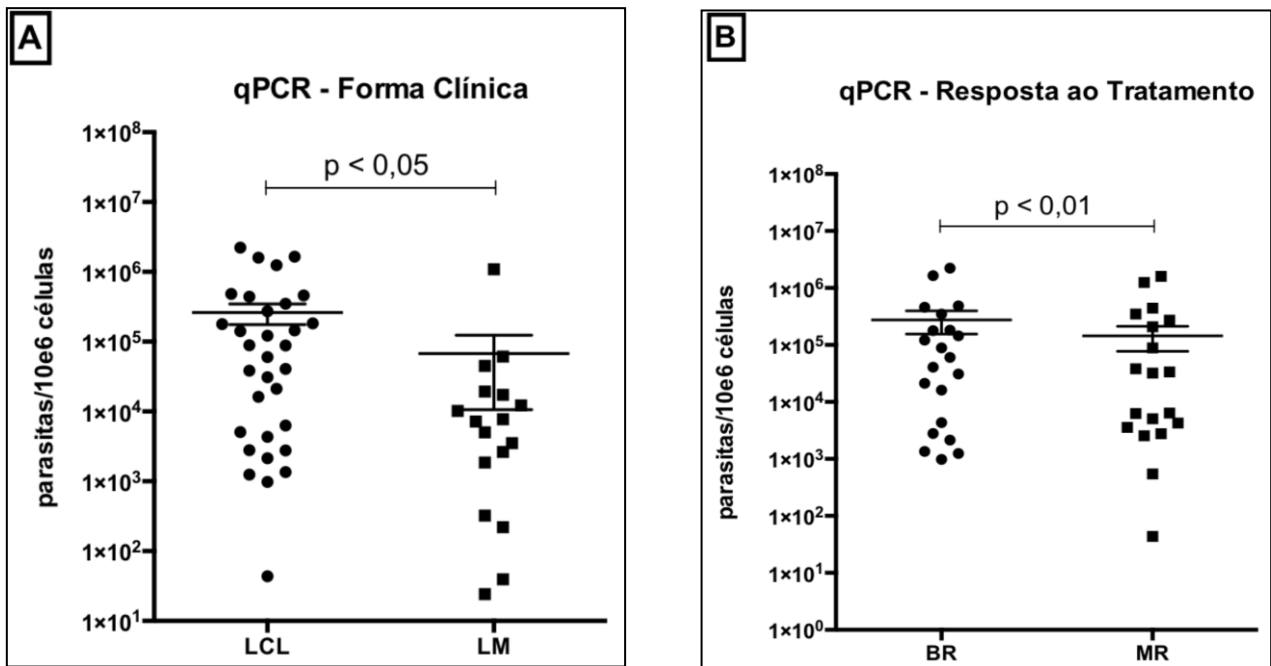 A
qPCR - Forma Clínica
p < 0,05
parasitas/10e6 células
1×10⁸
1×10⁷
1×10⁶
1×10⁵
1×10⁴
1×10³
1×10²
1×10¹
LCL LM
B
qPCR - Resposta ao Tratamento
p < 0,01
parasitas/10e6 células
1×10⁸
1×10⁷
1×10⁶
1×10⁵
1×10⁴
1×10³
1×10²
1×10¹
1×10⁰
BR MR